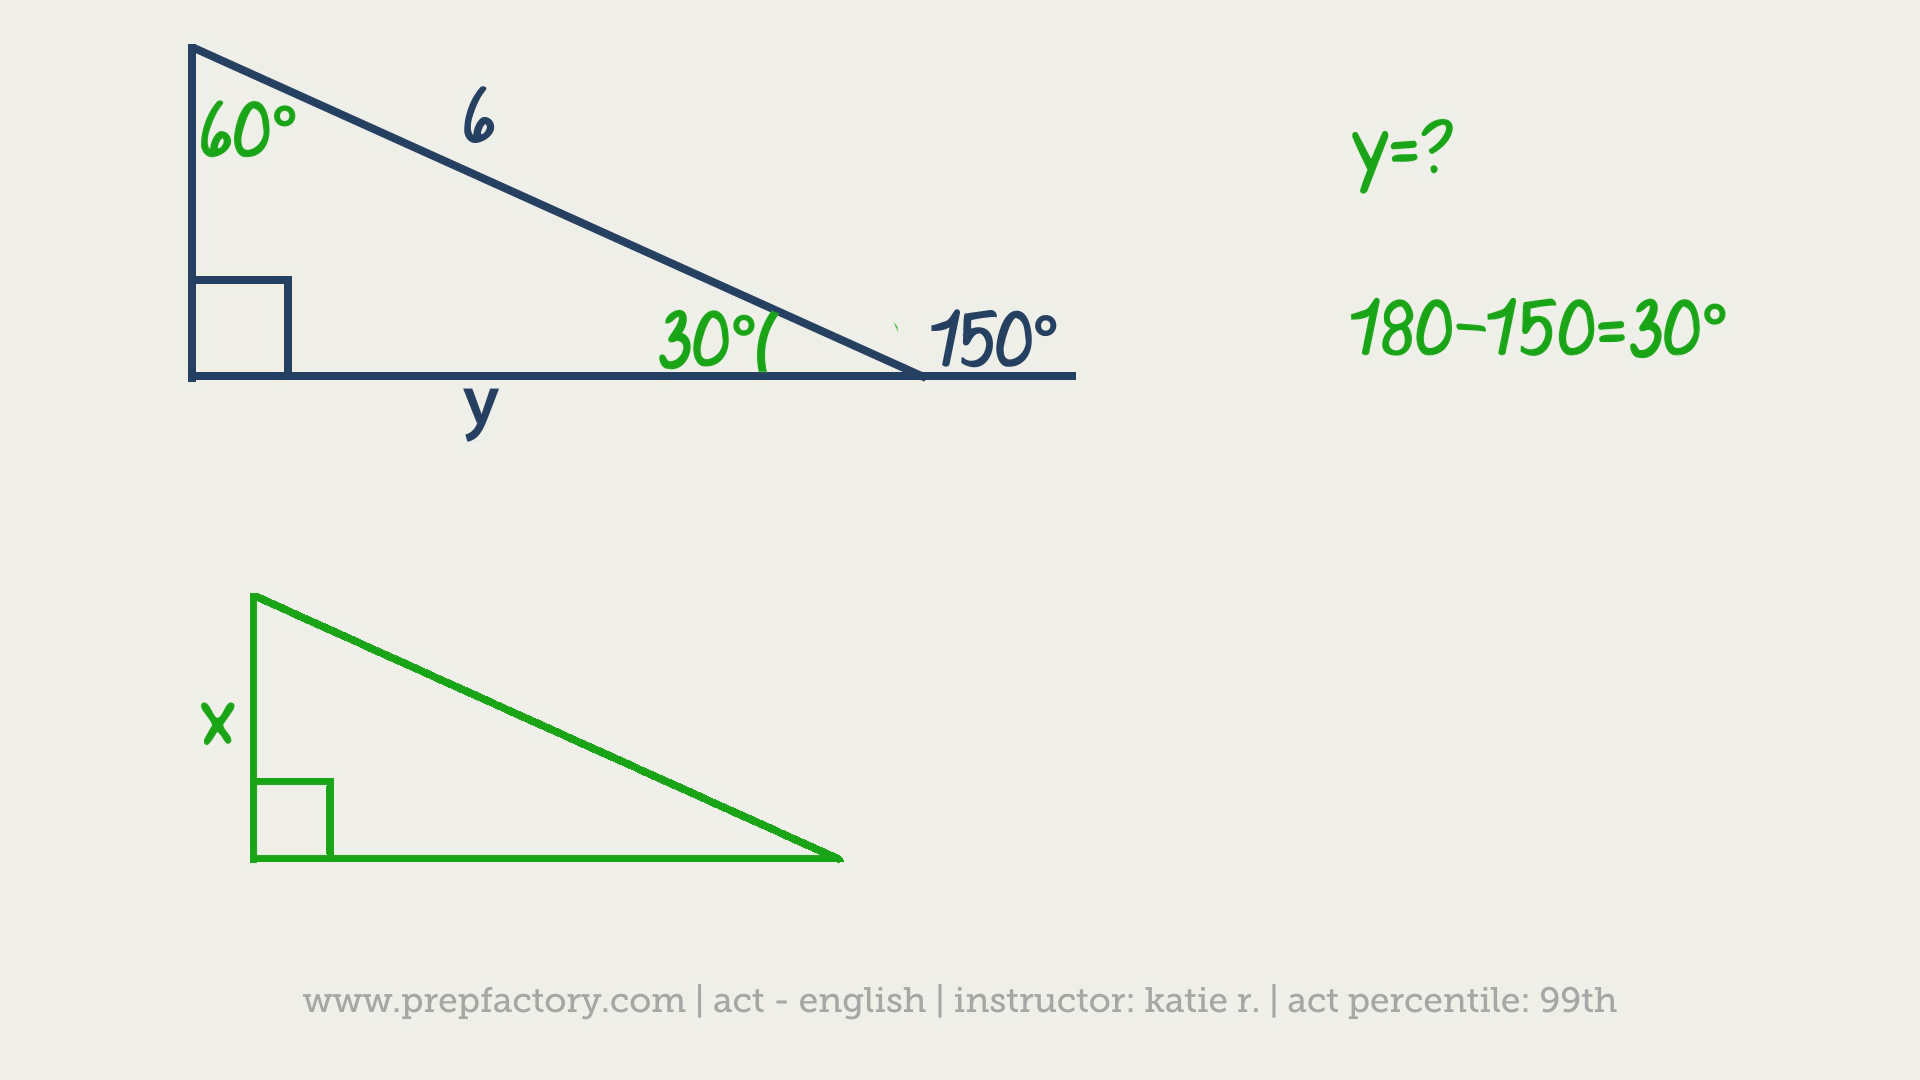 60°
6
y=?
30°
150°
180-150=30°
y
x
www.prepfactory.com | act - english | instructor: katie r. | act percentile: 99th